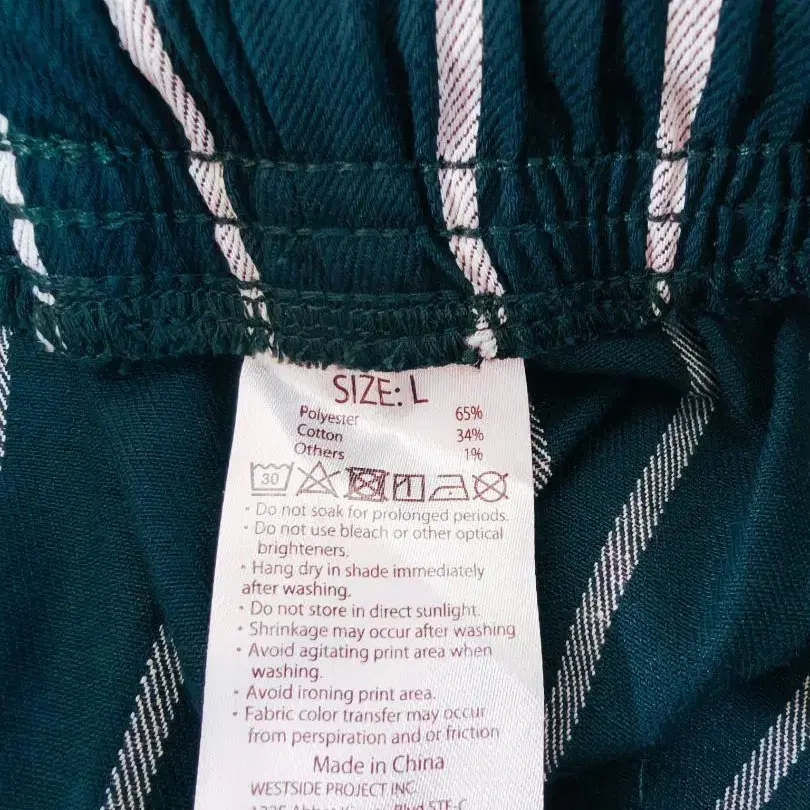 SIZE: L
Polyester 65%
Cotton 34%
Others 1%
30
• Do not soak for prolonged periods.
• Do not use bleach or other optical
brighteners.
• Hang dry in shade immediately
after washing.
• Do not store in direct sunlight.
• Shrinkage may occur after washing
• Avoid agitating print area when
washing.
• Avoid ironing print area.
• Fabric color transfer may occur
from perspiration and or friction
Made in China
WESTSIDE PROJECT INC.
Blvd STE-C